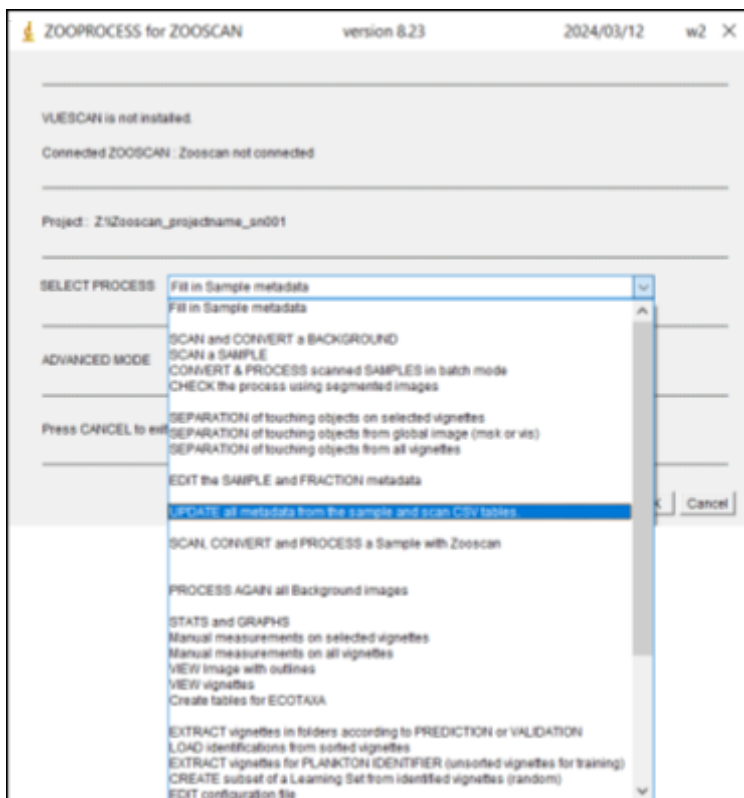 ZOOPROCESS for ZOOSCAN version 8.23 2024/03/12 w2
VUESCAN is not installed.
Connected ZOOSCAN : Zooscan not connected
Project : Z:\Zooscan_projectname_sn001
SELECT PROCESS Fill in Sample metadata
Fill in Sample metadata
SCAN and CONVERT a BACKGROUND
SCAN a SAMPLE
ADVANCED MODE CONVERT & PROCESS scanned SAMPLES in batch mode
CHECK the process using segmented images
SEPARATION of touching objects on selected vignettes
Press CANCEL to exit SEPARATION of touching objects from global image (msk or vis)
SEPARATION of touching objects from all vignettes
EDIT the SAMPLE and FRACTION metadata
UPDATE all metadata from the sample and scan CSV tables. K Cancel
SCAN, CONVERT and PROCESS a Sample with Zooscan
PROCESS AGAIN all Background images
STATS and GRAPHS
Manual measurements on selected vignettes
Manual measurements on all vignettes
VIEW Image with outlines
VIEW vignettes
Create tables for ECOTAXA
EXTRACT vignettes in folders according to PREDICTION or VALIDATION
LOAD identifications from sorted vignettes
EXTRACT vignettes for PLANKTON IDENTIFIER (unsorted vignettes for training)
CREATE subset of a Learning Set from identified vignettes (random)
EDIT configuration file